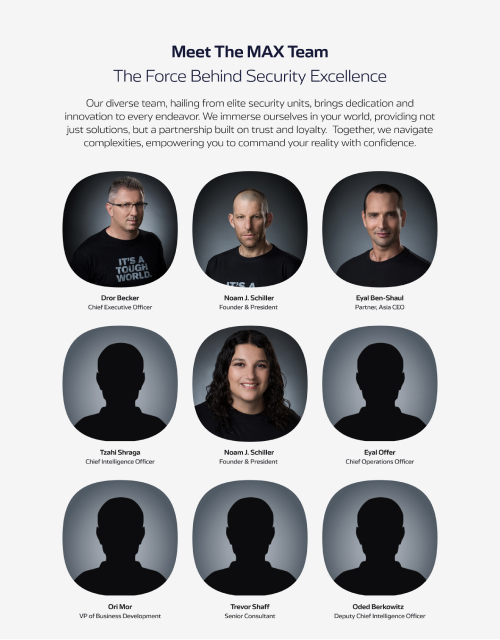 Meet The MAX Team
The Force Behind Security Excellence
Our diverse team, hailing from elite security units, brings dedication and
innovation to every endeavor. We immerse ourselves in your world, providing not
just solutions, but a partnership built on trust and loyalty. Together, we navigate
complexities, empowering you to command your reality with confidence.
IT'S A
TOUGH
WORLD.
IT'S A
Dror Becker
Chief Executive Officer
Noam J. Schiller
Founder & President
Eyal Ben-Shaul
Partner, Asia CEO
Tzahi Shraga
Chief Intelligence Officer
Noam J. Schiller
Founder & President
Eyal Offer
Chief Operations Officer
Ori Mor
VP of Business Development
Trevor Shaff
Senior Consultant
Oded Berkowitz
Deputy Chief Intelligence Officer